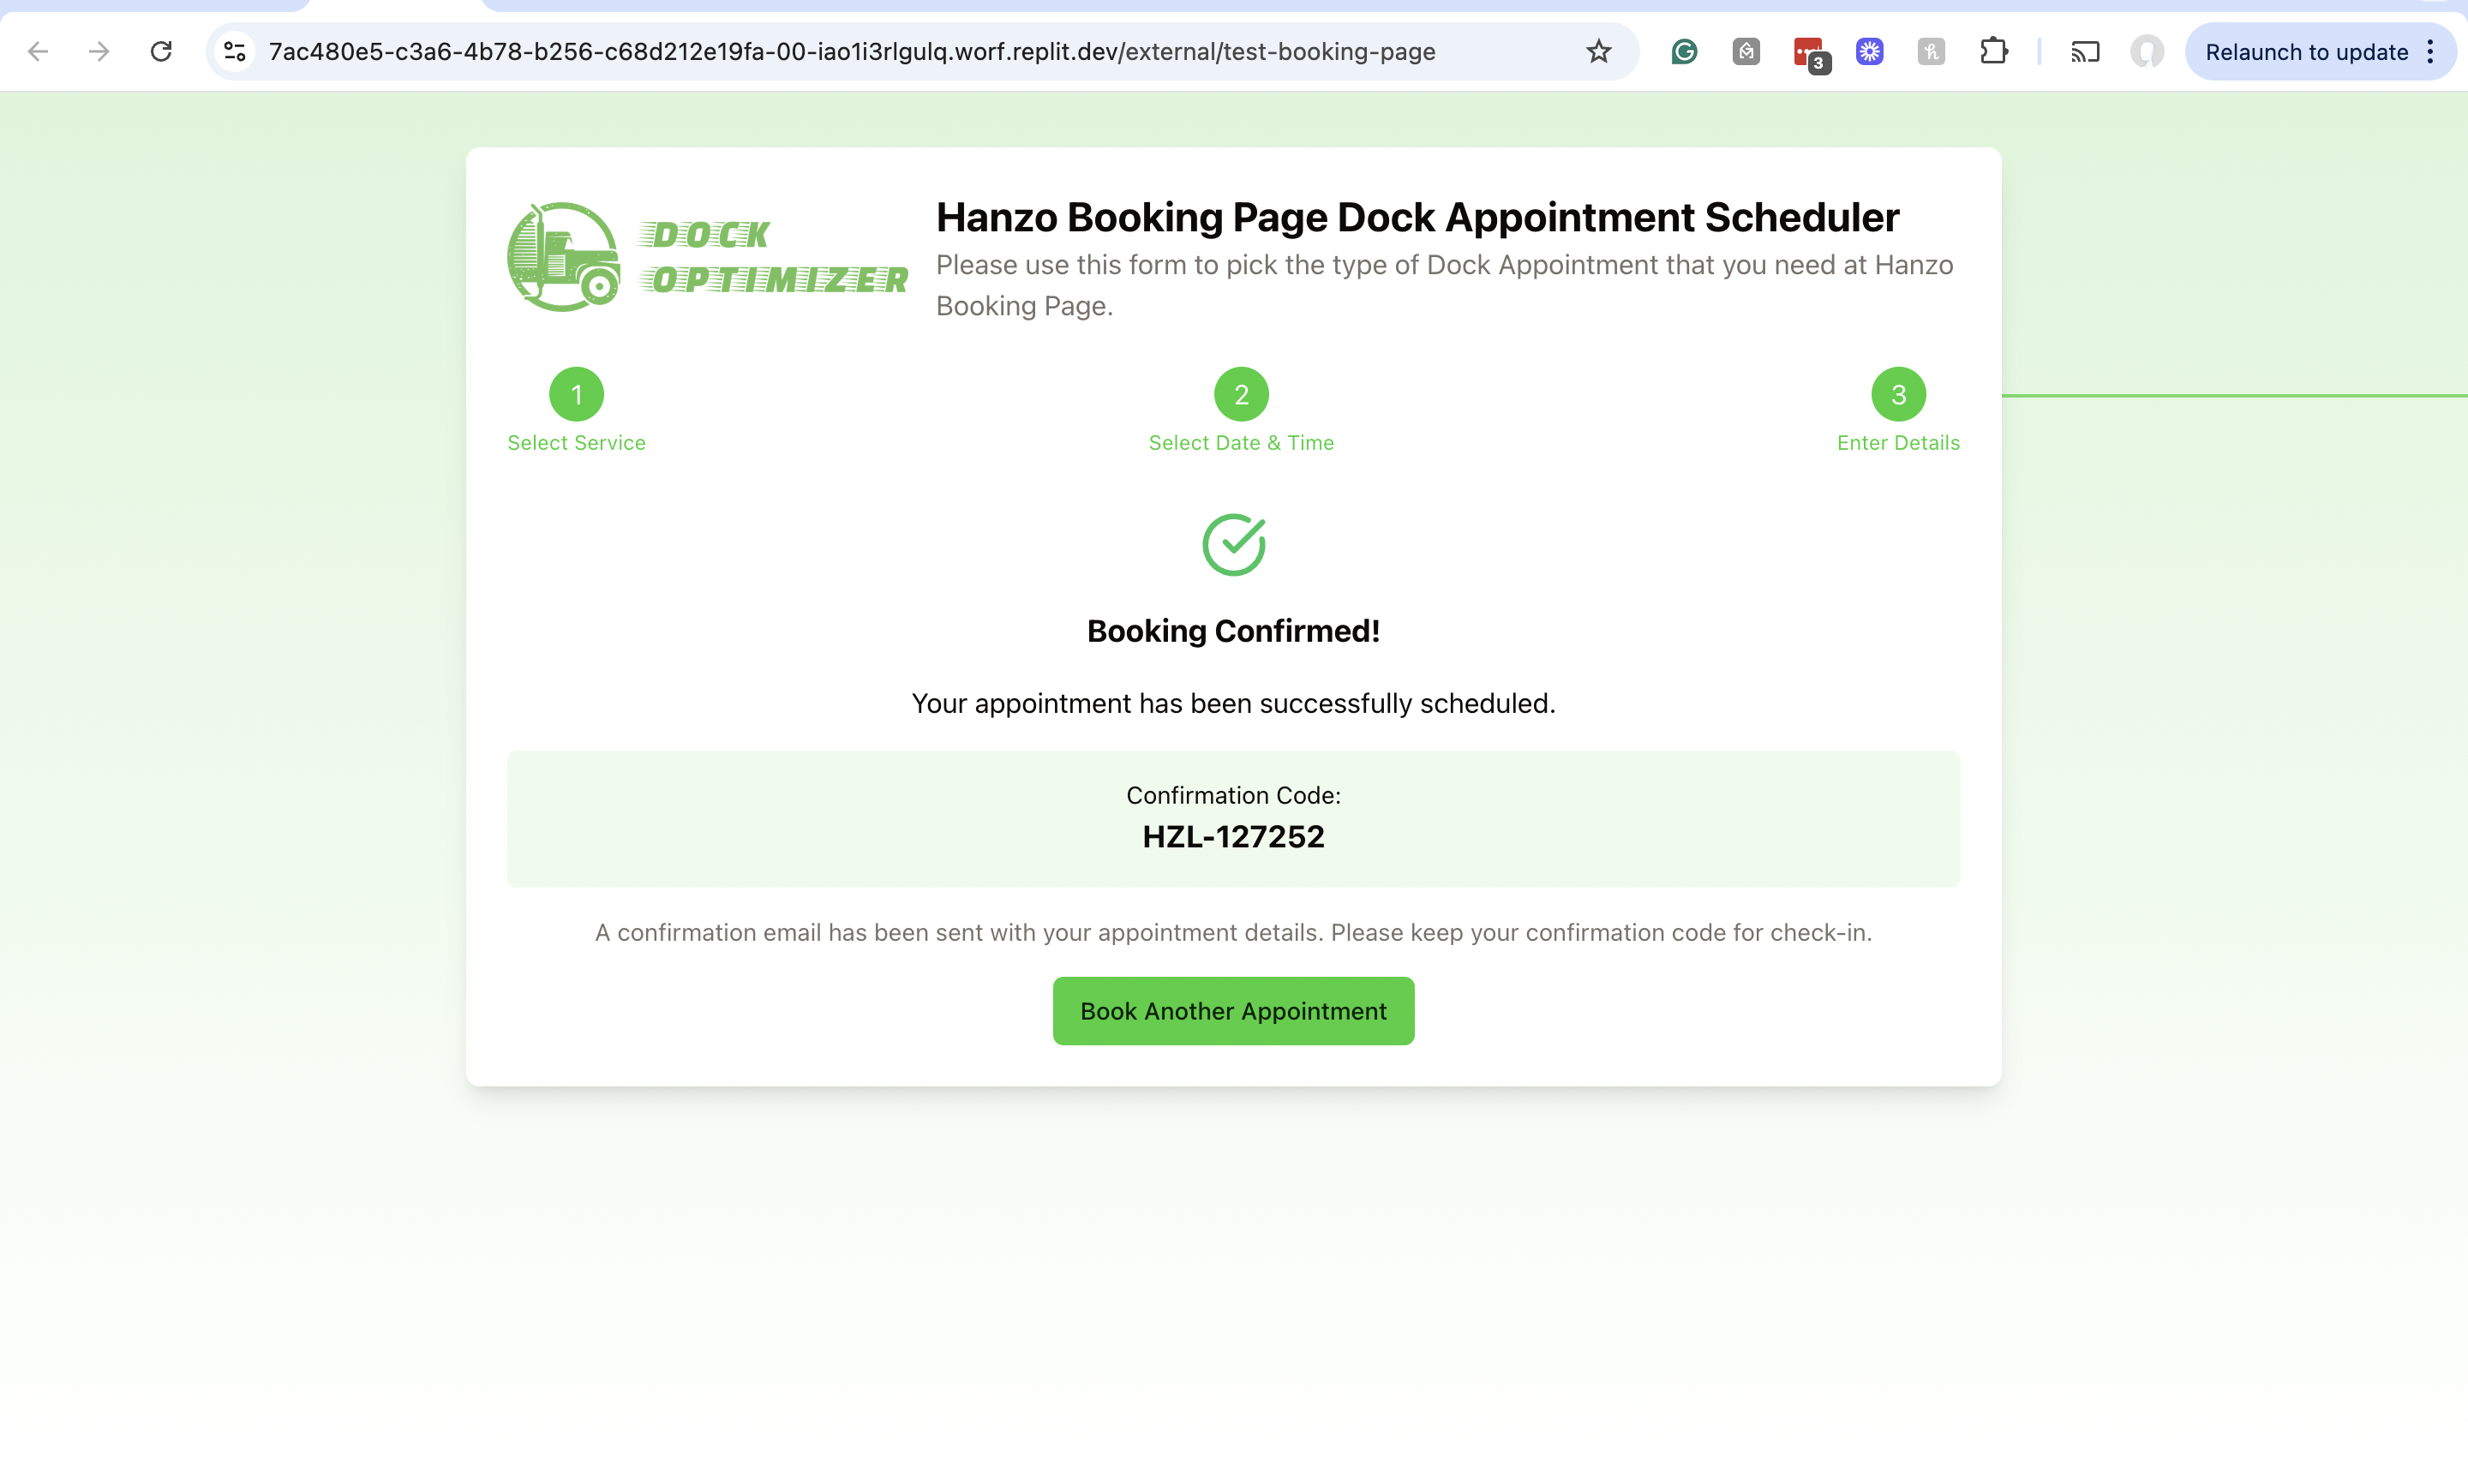 7ac480e5-c3a6-4b78-b256-c68d212e19fa-00-iao1i3rlgulq.worf.replit.dev/external/test-booking-page
3
Relaunch to update
DOCK
OPTIMIZER
Hanzo Booking Page Dock Appointment Scheduler
Please use this form to pick the type of Dock Appointment that you need at Hanzo
Booking Page.
1
Select Service
2
Select Date & Time
3
Enter Details
Booking Confirmed!
Your appointment has been successfully scheduled.
Confirmation Code:
HZL-127252
A confirmation email has been sent with your appointment details. Please keep your confirmation code for check-in.
Book Another Appointment